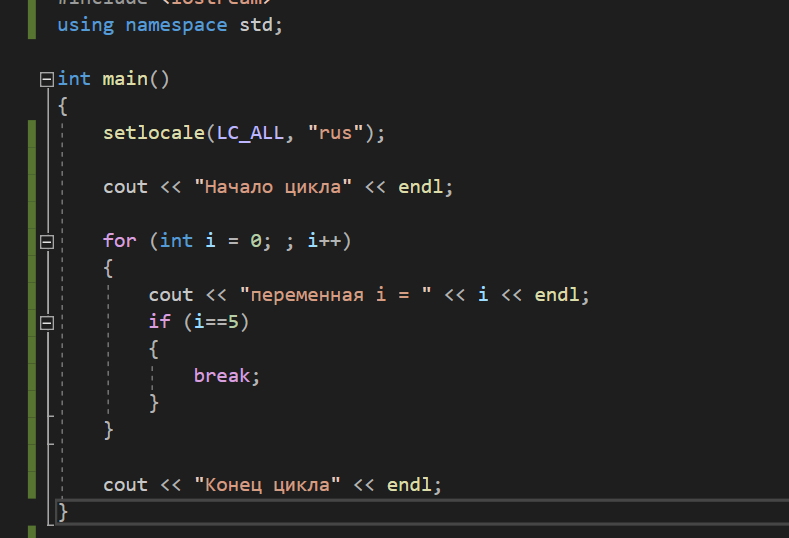 #include <iostream>
using namespace std;
int main()
{
setlocale(LC_ALL, "rus");
cout << "Начало цикла" << endl;
for (int i = 0; ; i++)
{
cout << "переменная i = " << i << endl;
if (i==5)
{
break;
}
}
cout << "Конец цикла" << endl;
}